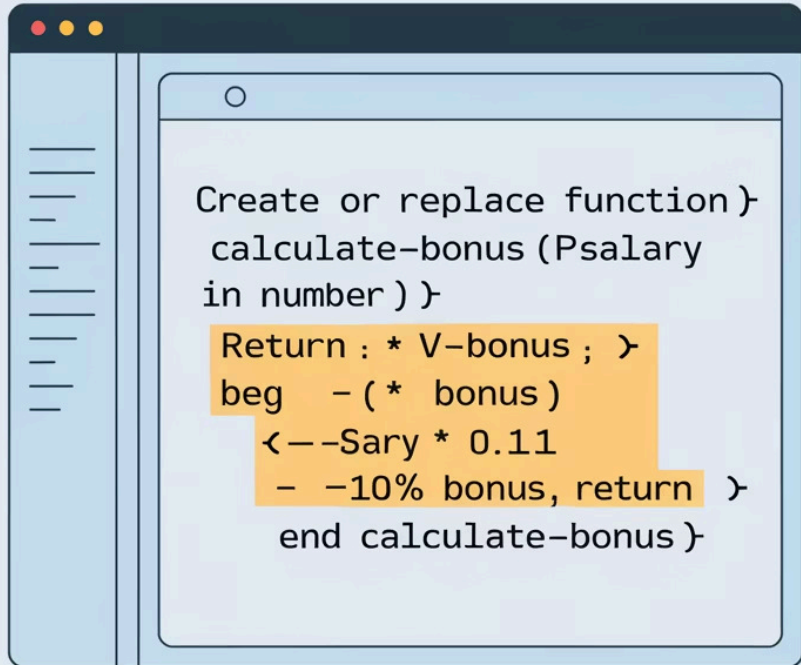 Create or replace function}
calculate-bonus(Psalary
in number)}
Return : * V-bonus; }
beg -(* bonus)
<--Sary * 0.11
- -10% bonus, return }
end calculate-bonus}